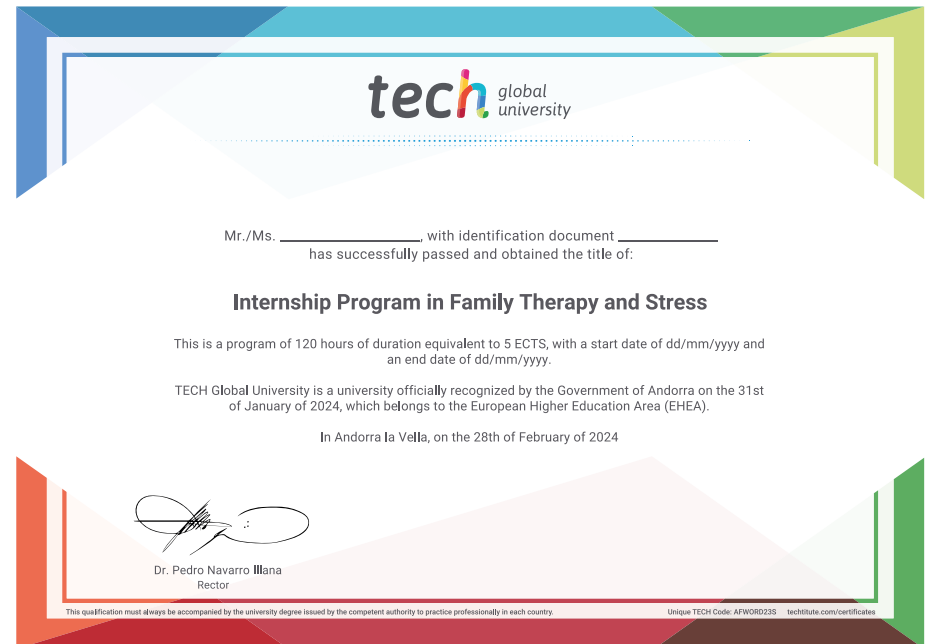 tech global university
Mr./Ms. ____________, with identification document ____________
has successfully passed and obtained the title of:
Internship Program in Family Therapy and Stress
This is a program of 120 hours of duration equivalent to 5 ECTS, with a start date of dd/mm/yyyy and
an end date of dd/mm/yyyy.
TECH Global University is a university officially recognized by the Government of Andorra on the 31st
of January of 2024, which belongs to the European Higher Education Area (EHEA).
In Andorra la Vella, on the 28th of February of 2024
Dr. Pedro Navarro Illana
Rector
This qualification must always be accompanied by the university degree issued by the competent authority to practice professionally in each country.
Unique TECH Code: AFWORD23S techtitute.com/certificates